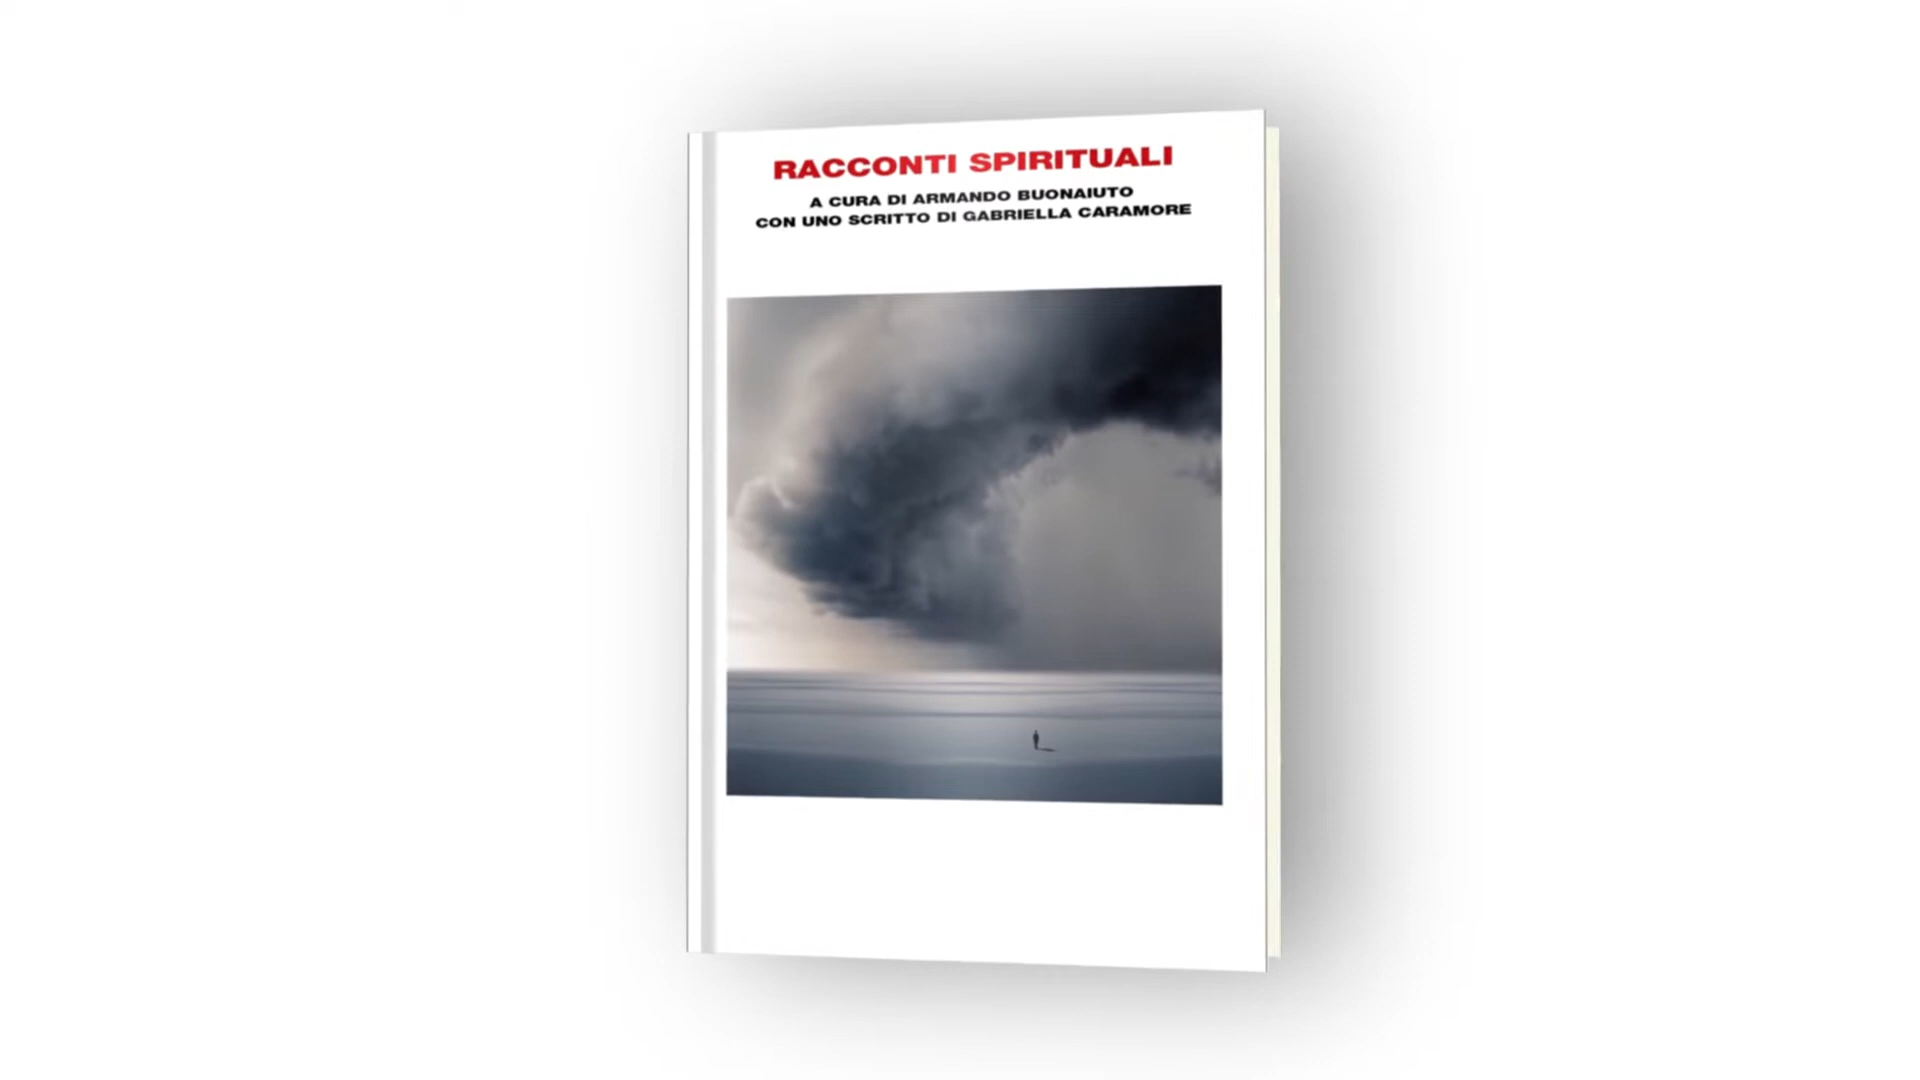 RACCONTI SPIRITUALI
A CURA DI ARMANDO BUONAIUTO
CON UNO SCRITTO DI GABRIELLA CARAMORE